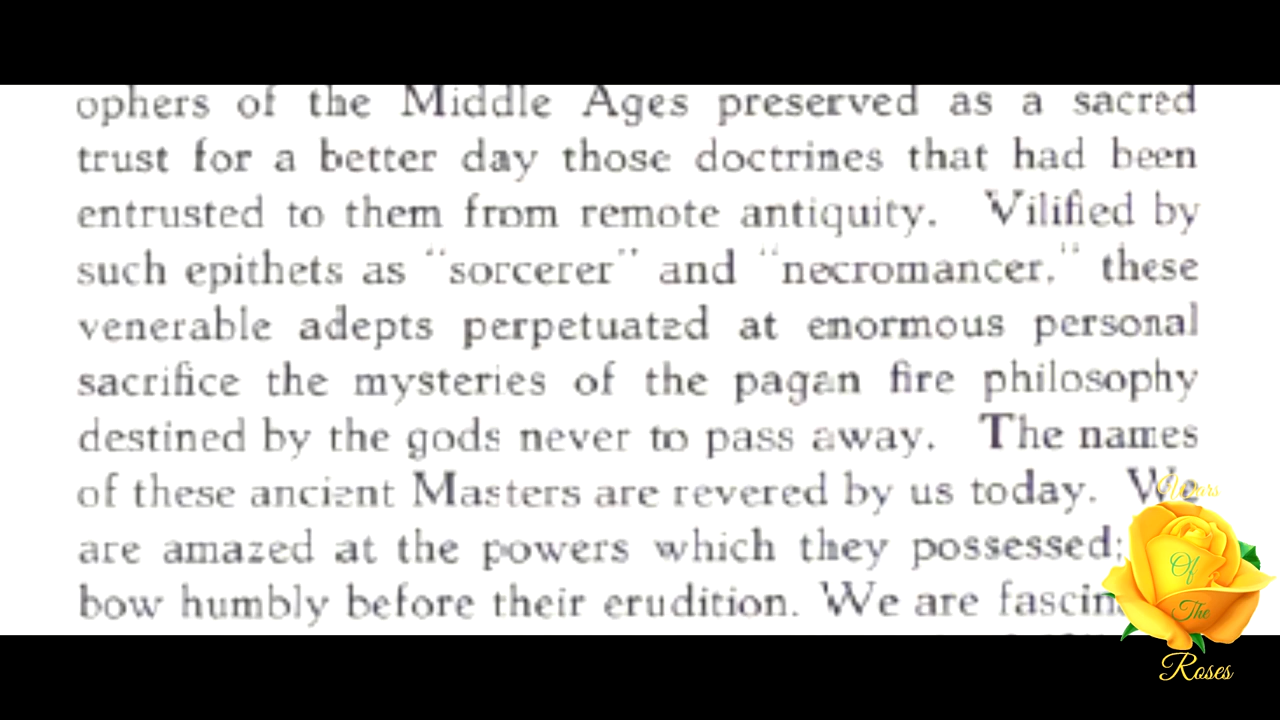 ophers of the Middle Ages preserved as a sacred
trust for a better day those doctrines that had been
entrusted to them from remote antiquity. Vilified by
such epithets as “sorcerer” and “necromancer,” these
venerable adepts perpetuated at enormous personal
sacrifice the mysteries of the pagan fire philosophy
destined by the gods never to pass away. The names
of these ancient Masters are revered by us today. We
are amazed at the powers which they possessed;
bow humbly before their erudition. We are
Wars
Of
The
Roses